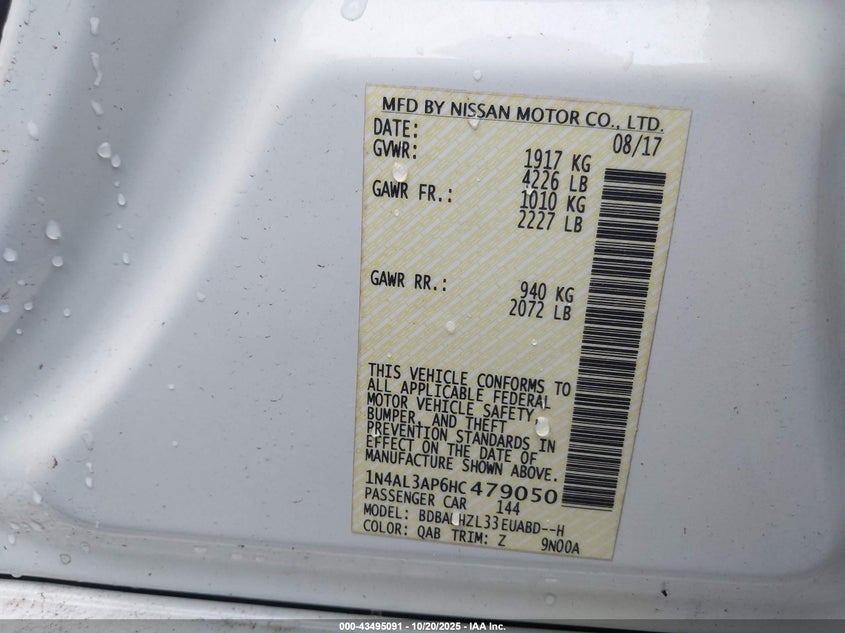 MFD BY NISSAN MOTOR CO., LTD.
DATE: 08/17
GVWR: 1917 KG
4226 LB
GAWR FR.: 1010 KG
2227 LB
GAWR RR.: 940 KG
2072 LB
THIS VEHICLE CONFORMS TO
ALL APPLICABLE FEDERAL
MOTOR VEHICLE SAFETY,
BUMPER, AND THEFT
PREVENTION STANDARDS IN
EFFECT ON THE DATE OF
MANUFACTURE SHOWN ABOVE.
1N4AL3AP6HC479050
PASSENGER CAR 144
MODEL: BDBALHZL33EUABD--H
COLOR: QAB TRIM: Z 9N00A
000-43495091 - 10/20/2025 - IAA Inc.